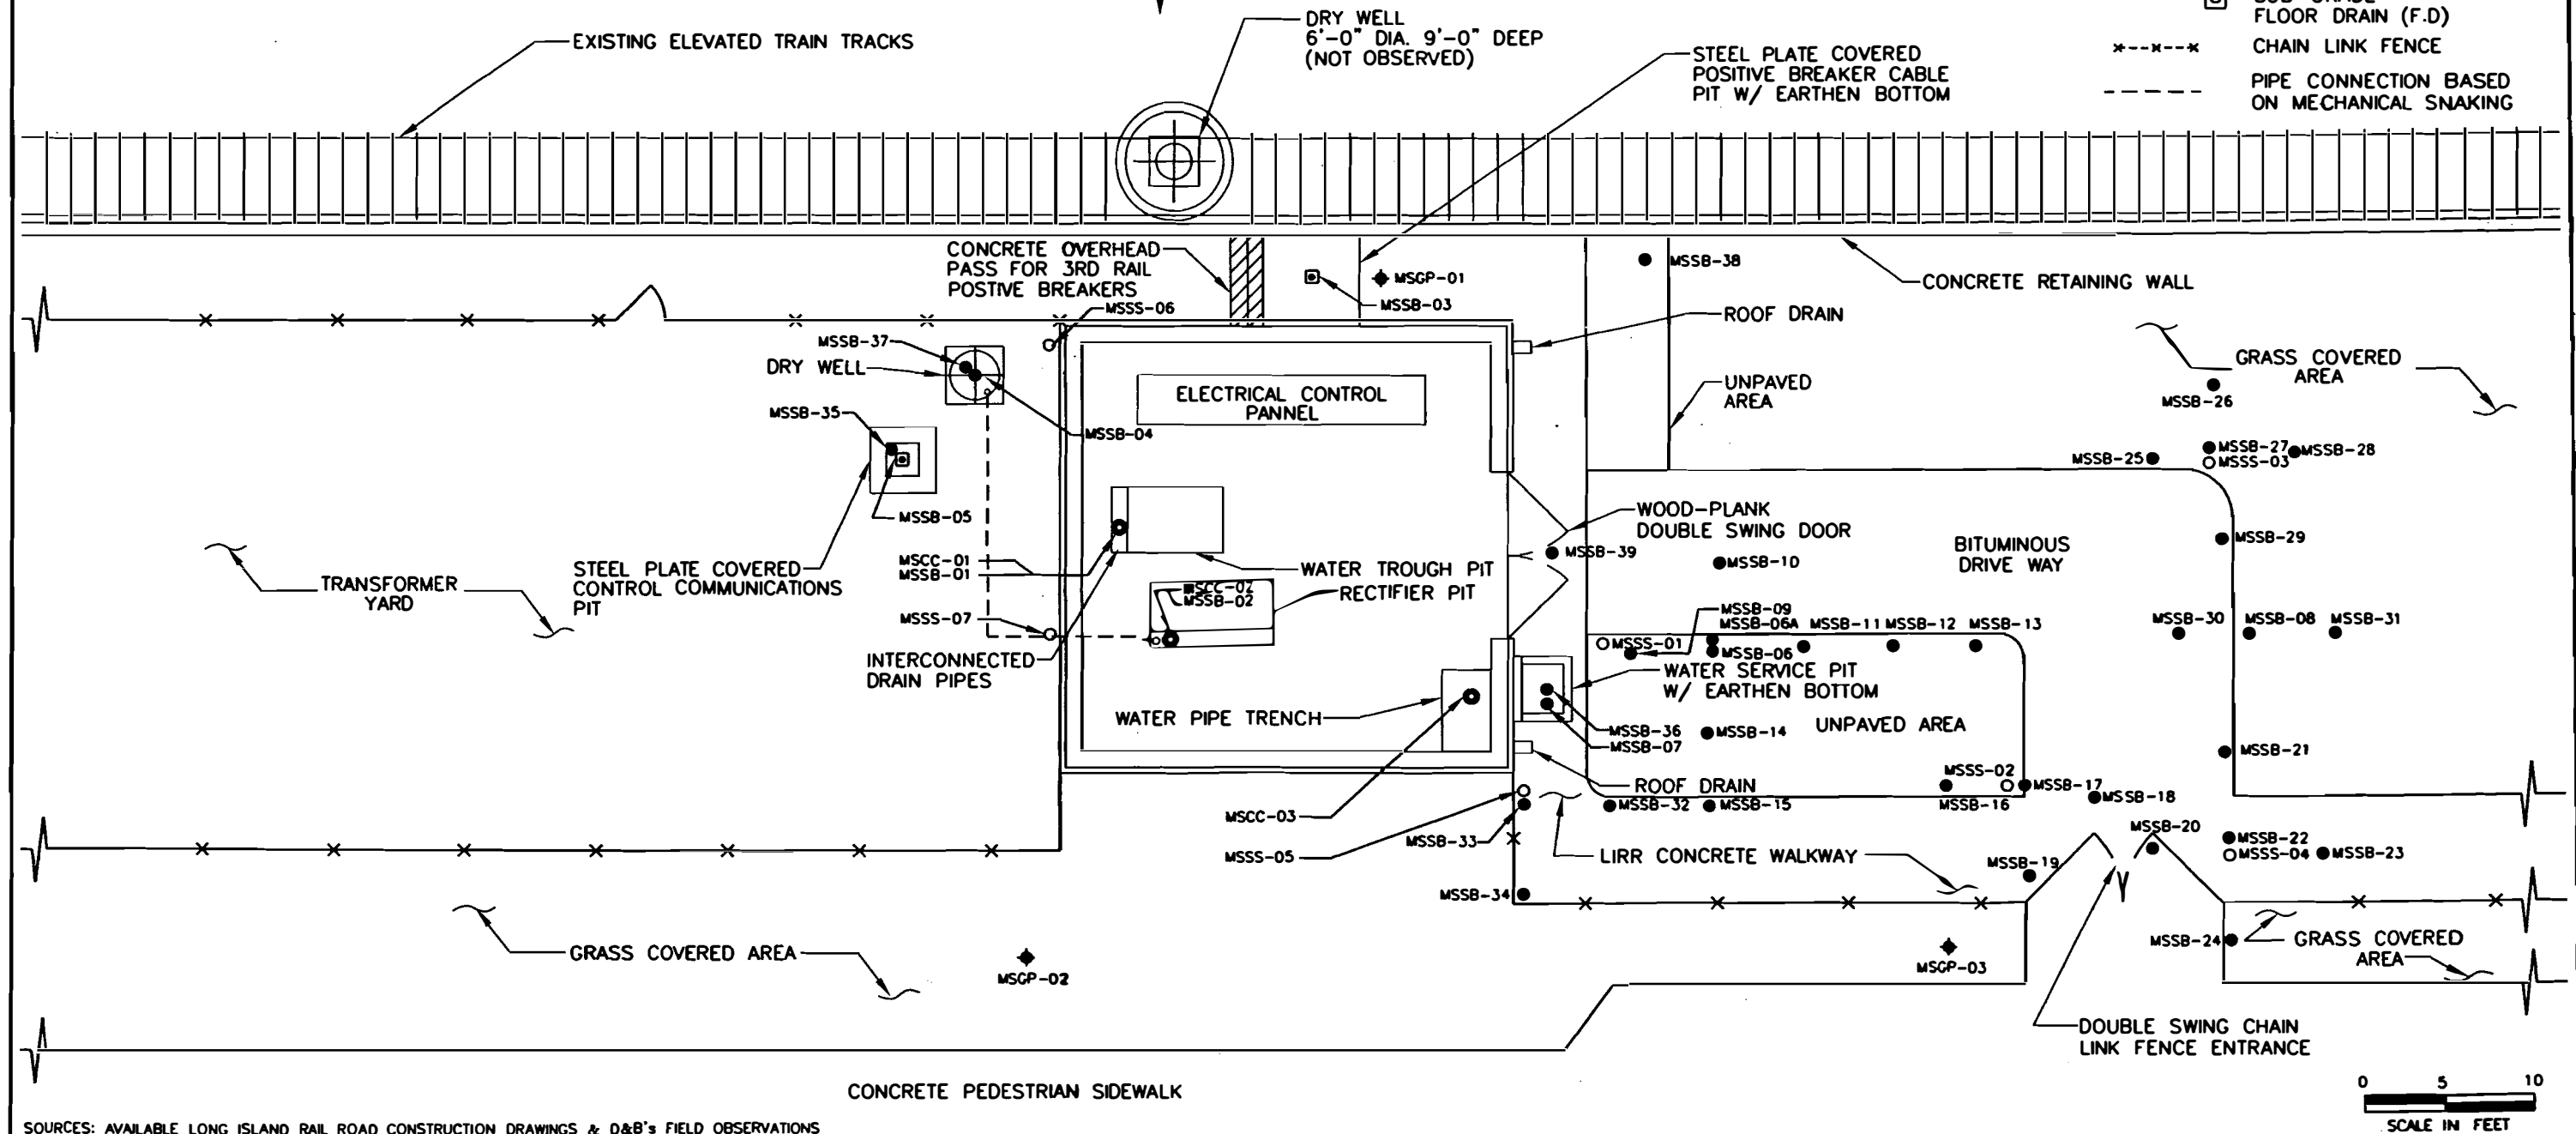 EXISTING ELEVATED TRAIN TRACKS
DRY WELL
6'-0" DIA. 9'-0" DEEP
(NOT OBSERVED)
STEEL PLATE COVERED
POSITIVE BREAKER CABLE
PIT W/ EARTHEN BOTTOM
FLOOR DRAIN (F.D)
CHAIN LINK FENCE
PIPE CONNECTION BASED
ON MECHANICAL SNAKING
CONCRETE OVERHEAD
PASS FOR 3RD RAIL
POSTIVE BREAKERS
MSSS-06
MSGP-01
MSSB-03
MSSB-38
CONCRETE RETAINING WALL
ROOF DRAIN
MSSB-37
DRY WELL
MSSB-35
MSSB-04
MSSB-05
ELECTRICAL CONTROL
PANNEL
UNPAVED
AREA
GRASS COVERED
AREA
MSSB-26
MSSB-25
MSSB-27
MSSS-03
MSSB-28
WOOD-PLANK
DOUBLE SWING DOOR
MSSB-39
MSSB-10
BITUMINOUS
DRIVE WAY
MSSB-29
TRANSFORMER
YARD
STEEL PLATE COVERED
CONTROL COMMUNICATIONS
PIT
MSCC-01
MSSB-01
MSSS-07
WATER TROUGH PIT
RECTIFIER PIT
MSCC-02
MSSB-02
INTERCONNECTED
DRAIN PIPES
MSSB-09
MSSB-06A
MSSB-11
MSSB-12
MSSB-13
MSSS-01
MSSB-06
MSSB-30
MSSB-08
MSSB-31
WATER SERVICE PIT
W/ EARTHEN BOTTOM
WATER PIPE TRENCH
MSSB-36
MSSB-07
MSSB-14
UNPAVED AREA
MSSB-21
ROOF DRAIN
MSSS-02
MSSB-17
MSSB-16
MSSB-18
MSSB-32
MSSB-15
MSCC-03
MSSB-33
MSSS-05
LIRR CONCRETE WALKWAY
MSSB-20
MSSB-22
MSSS-04
MSSB-23
MSSB-19
MSSB-34
GRASS COVERED AREA
MSGP-02
MSGP-03
MSSB-24
GRASS COVERED
AREA
DOUBLE SWING CHAIN
LINK FENCE ENTRANCE
CONCRETE PEDESTRIAN SIDEWALK
0 5 10
SCALE IN FEET
SOURCES: AVAILABLE LONG ISLAND RAIL ROAD CONSTRUCTION DRAWINGS & D&B's FIELD OBSERVATIONS